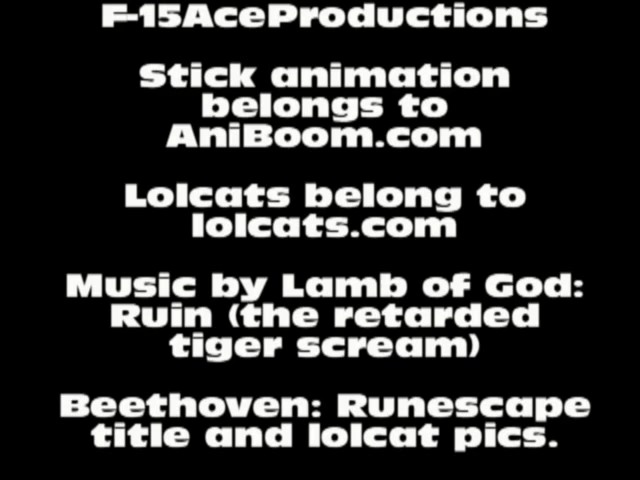 F-15AceProductions
Stick animation
belongs to
AniBoom.com
Lolcats belong to
lolcats.com
Music by Lamb of God:
Ruin (the retarded
tiger scream)
Beethoven: Runescape
title and lolcat pics.